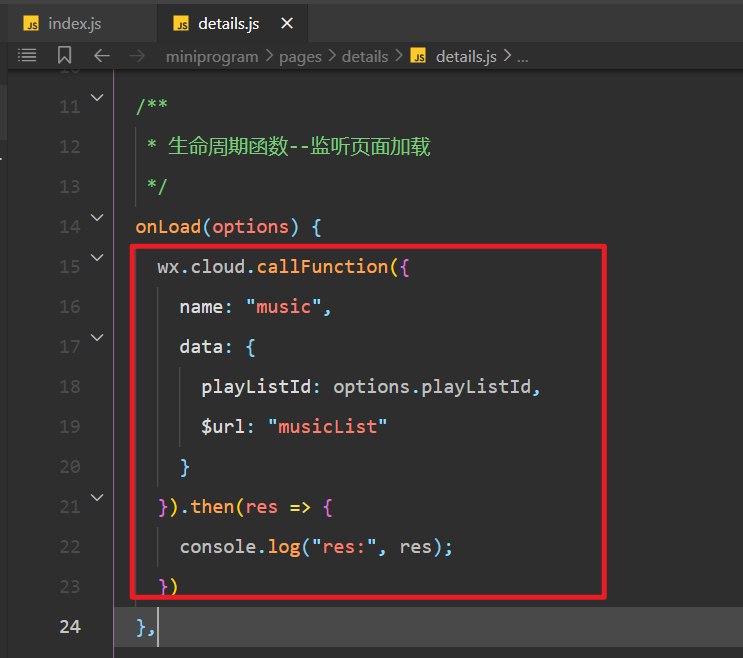 JS index.js
JS details.js ×
miniprogram > pages > details > JS details.js > ...
11 /**
12 * 生命周期函数--监听页面加载
13 */
14 onLoad(options) {
15 wx.cloud.callFunction({
16 name: "music",
17 data: {
18 playListId: options.playListId,
19 $url: "musicList"
20 }
21 }).then(res => {
22 console.log("res:", res);
23 })
24 },